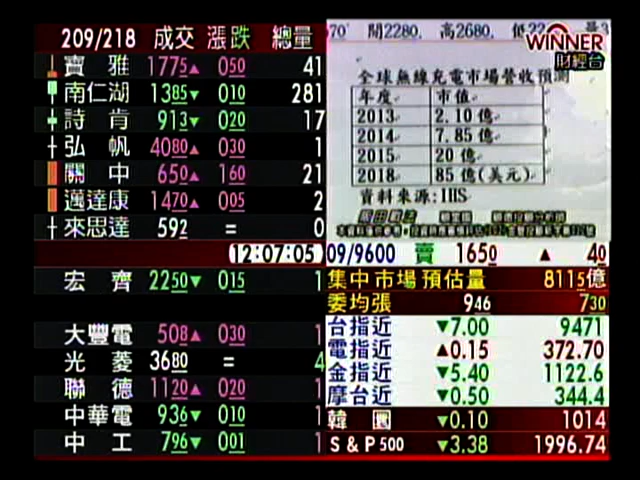 209/218 成交 漲跌 總量
寶雅 1775▲ 050 41
南仁湖 1385▼ 010 281
詩肯 913▼ 020 17
弘帆 4080▲ 030 1
關中 650▲ 160 21
邁達康 1470▲ 005 2
來思達 592 = 0
12:07:05
宏齊 2250▼ 015 1
大豐電 508▲ 030 1
光菱 3680 = 4
聯德 1120▲ 020 1
中華電 936▼ 010 1
中工 796▼ 001 1
70 開2280, 高2680, 低22
WINNER
財經台
全球無線充電市場營收預測
年度 市值
2013 2.10 億
2014 7.85 億
2015 20 億
2018 85 億(美元)
資料來源:IHS
09/9600 賣 1650 ▲ 40
集中市場預估量 8115億
委均張 946 730
台指近 ▼7.00 9471
電指近 ▲0.15 372.70
金指近 ▼5.40 1122.6
摩台近 ▼0.50 344.4
韓國 ▼0.10 1014
S&P500 ▼3.38 1996.74